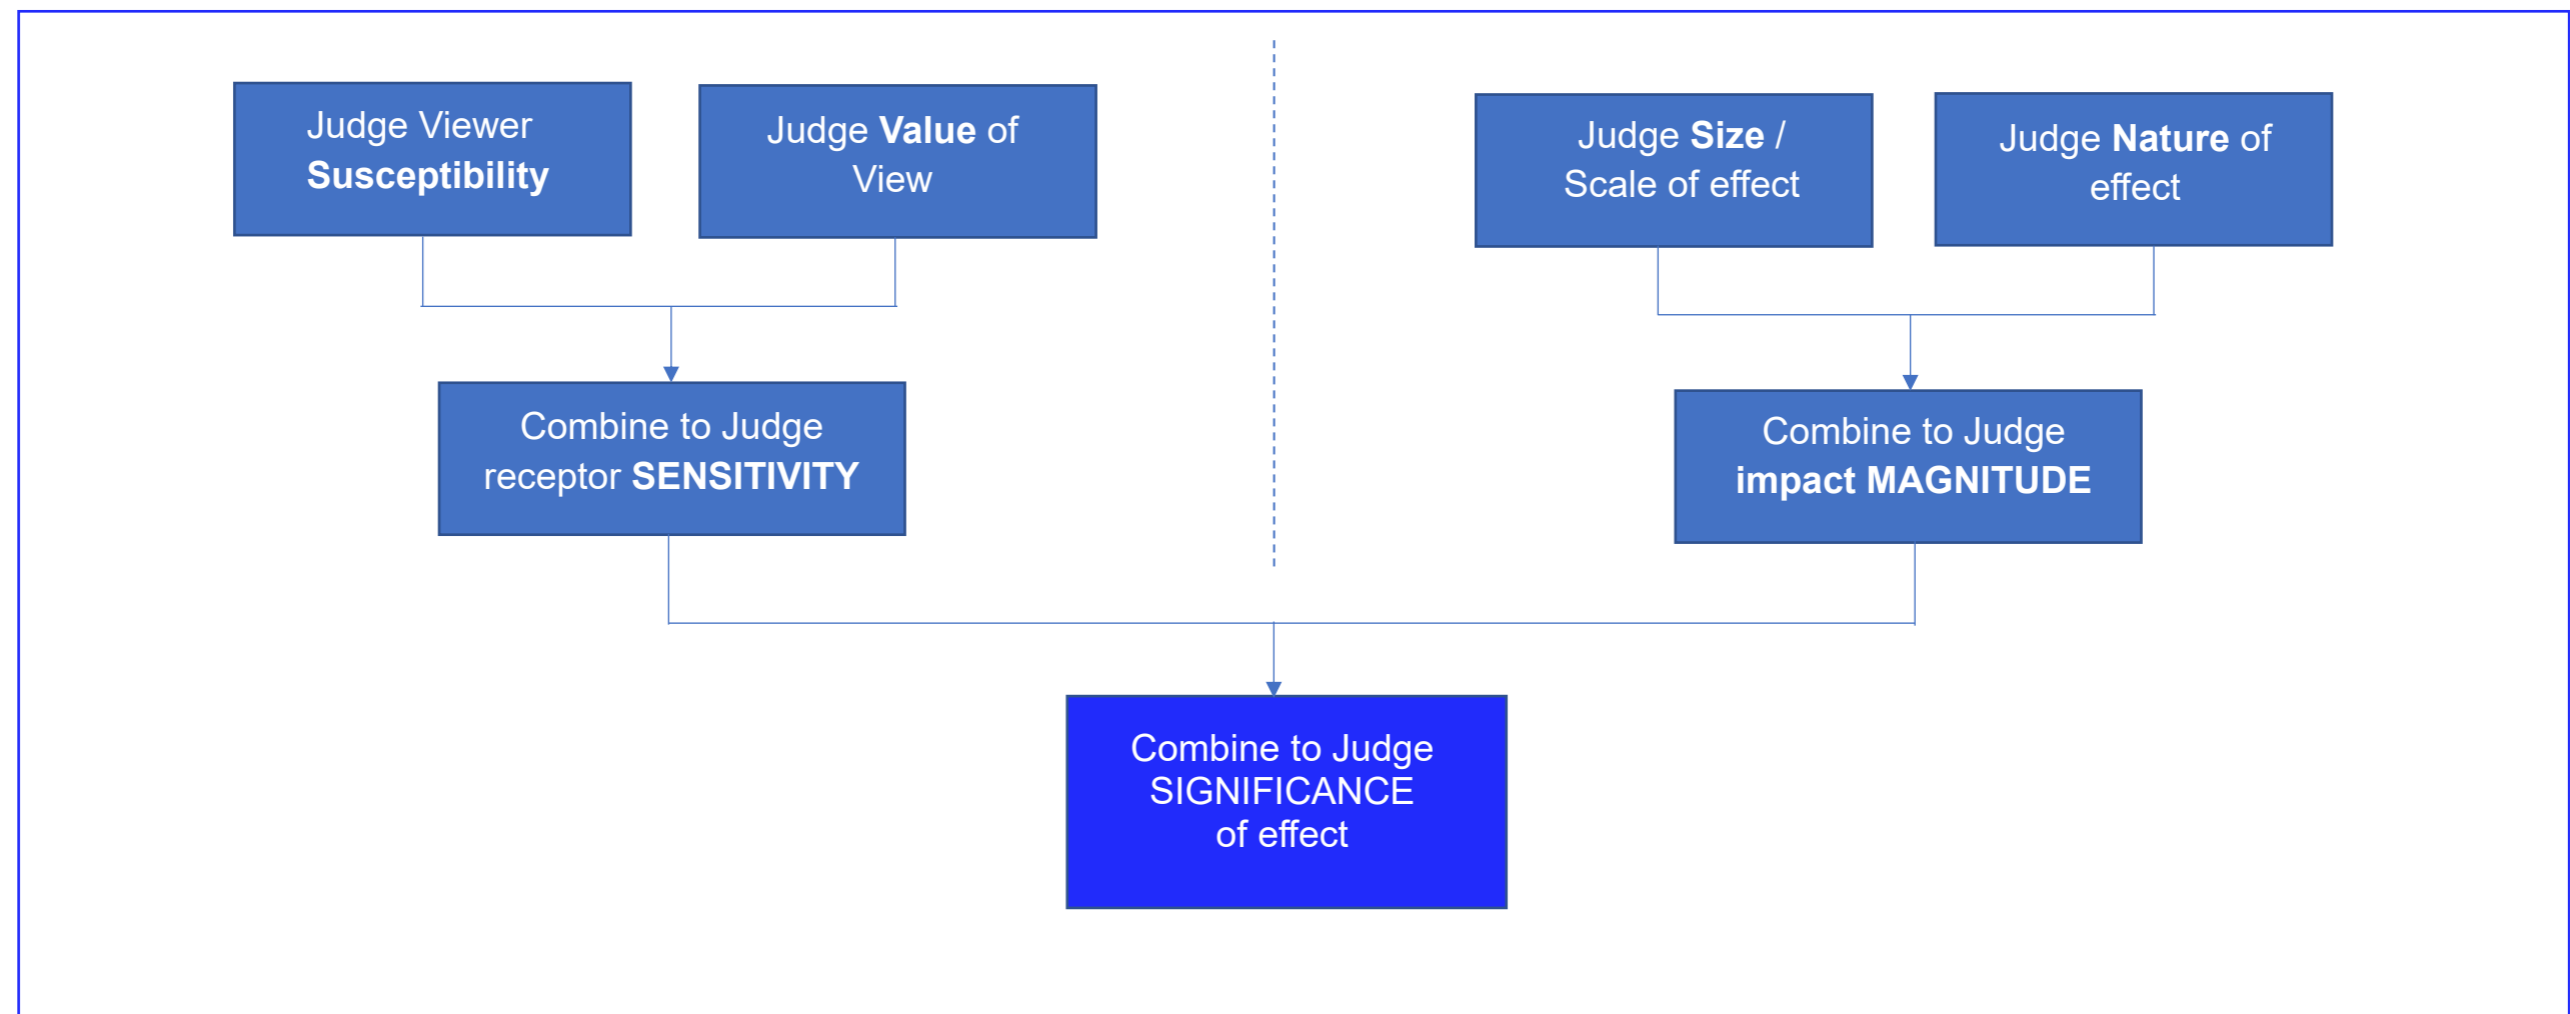 Judge Viewer
Susceptibility
Judge Value of
View
Judge Size /
Scale of effect
Judge Nature of
effect
Combine to Judge
receptor SENSITIVITY
Combine to Judge
impact MAGNITUDE
Combine to Judge
SIGNIFICANCE
of effect